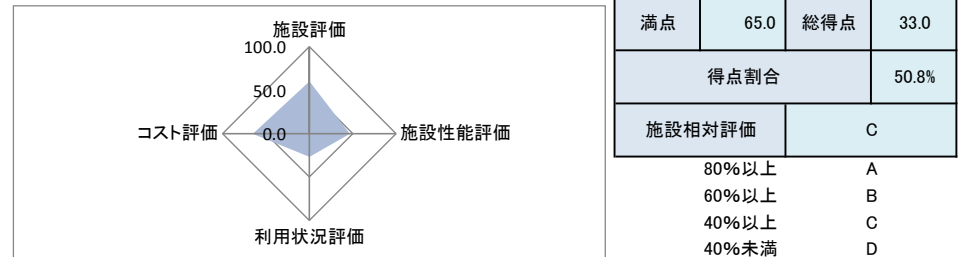 施設評価
100.0
50.0
0.0
コスト評価
施設性能評価
利用状況評価
満点 65.0 総得点 33.0
得点割合 50.8%
施設相対評価 C
80%以上 A
60%以上 B
40%以上 C
40%未満 D